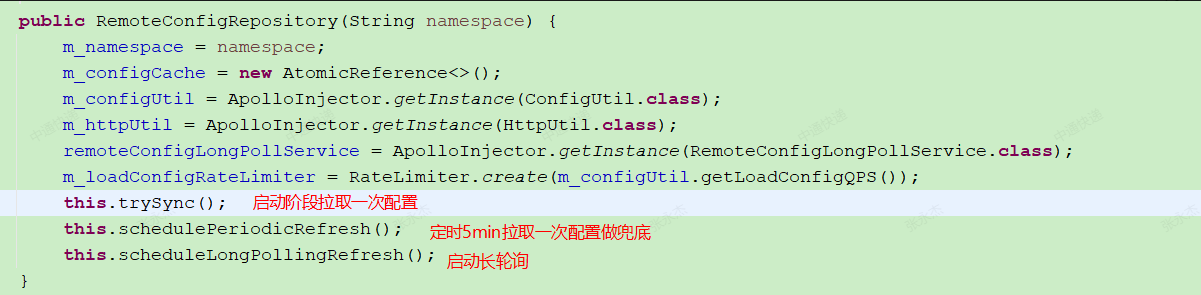 public RemoteConfigRepository(String namespace) {
m_namespace = namespace;
m_configCache = new AtomicReference<>();
m_configUtil = ApolloInjector.getInstance(ConfigUtil.class);
m_httpUtil = ApolloInjector.getInstance(HttpUtil.class);
remoteConfigLongPollService = ApolloInjector.getInstance(RemoteConfigLongPollService.class);
m_loadConfigRateLimiter = RateLimiter.create(m_configUtil.getLoadConfigQPS());
this.trySync(); 启动阶段拉取一次配置
this.schedulePeriodicRefresh(); 定时5min拉取一次配置做兜底
this.scheduleLongPollingRefresh(); 启动长轮询
}